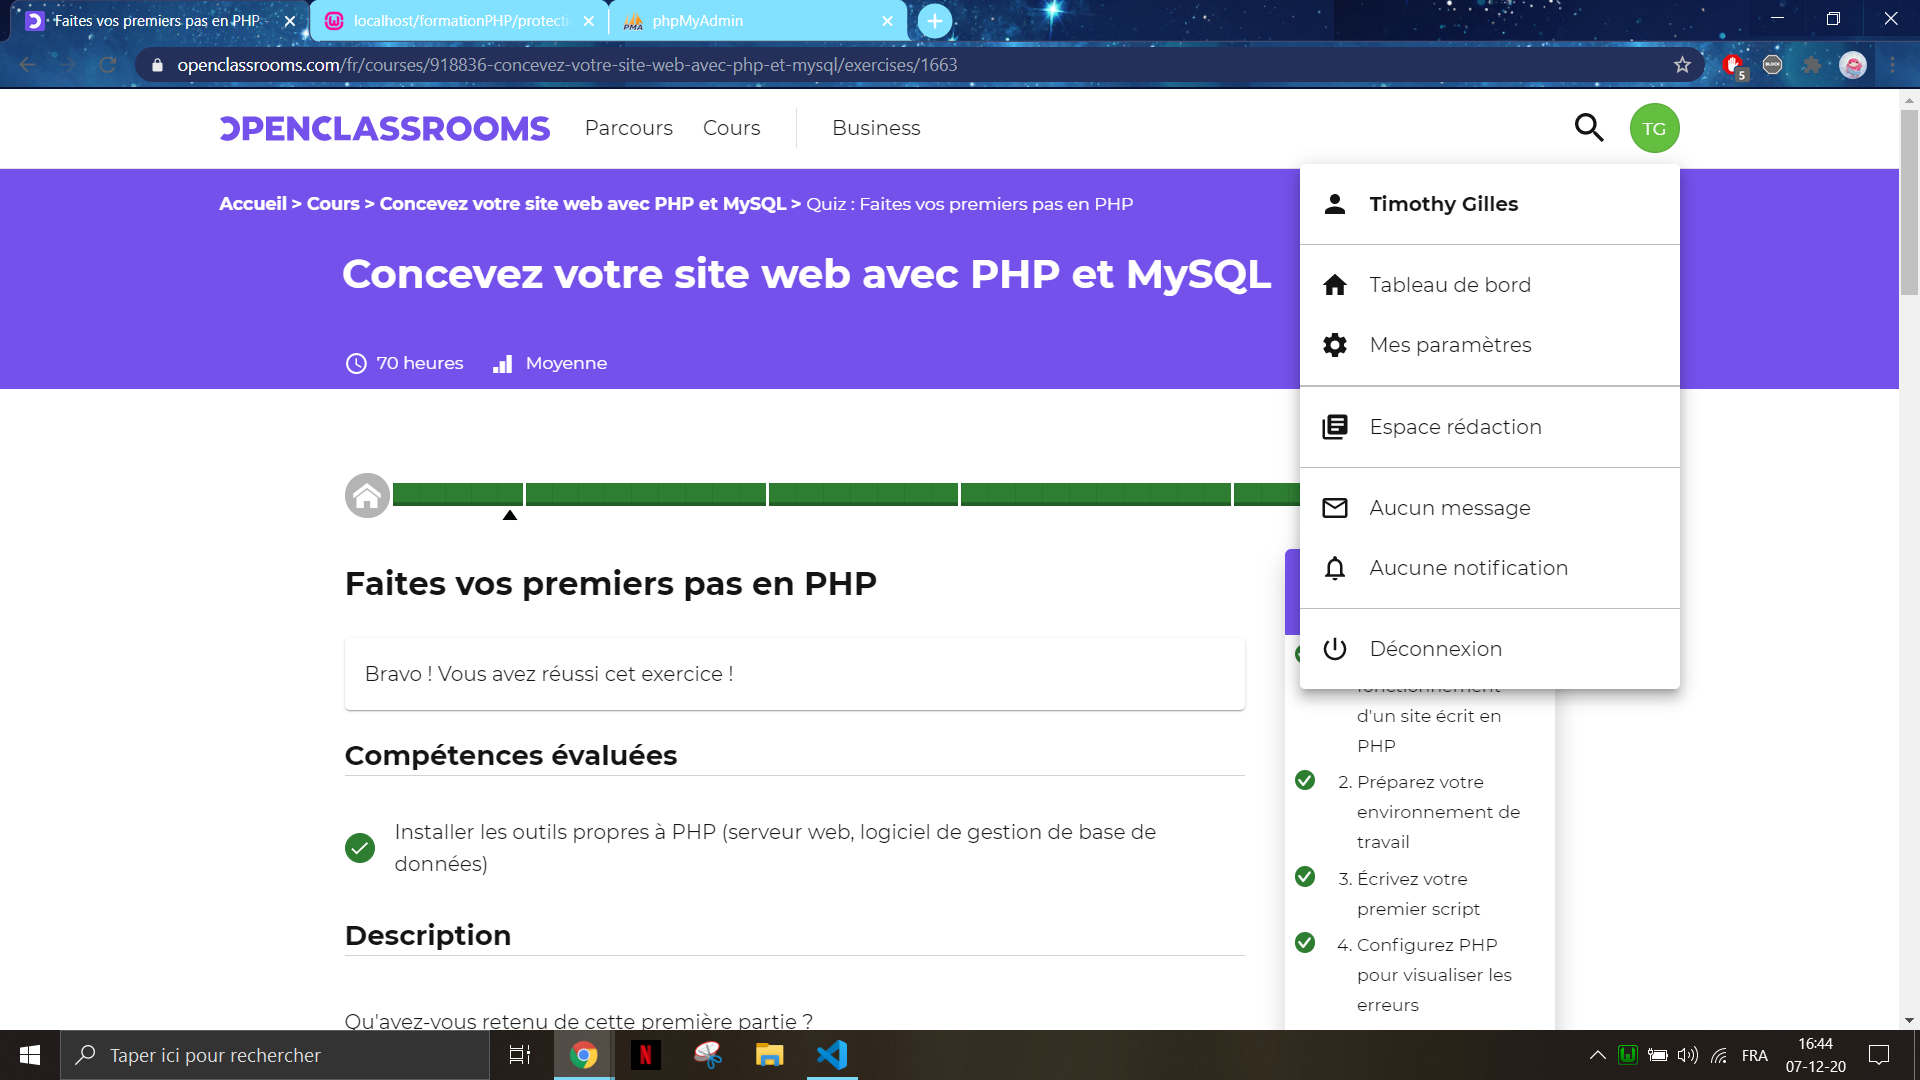 Faites vos premiers pas en PHP
localhost/formationPHP/protecti
phpMyAdmin
openclassrooms.com/fr/courses/918836-concevez-votre-site-web-avec-php-et-mysql/exercises/1663
5
OPENCLASSROOMS
Parcours
Cours
Business
TG
Accueil > Cours > Concevez votre site web avec PHP et MySQL > Quiz : Faites vos premiers pas en PHP
Concevez votre site web avec PHP et MySQL
70 heures
Moyenne
Timothy Gilles
Tableau de bord
Mes paramètres
Espace rédaction
Aucun message
Aucune notification
Déconnexion
Faites vos premiers pas en PHP
Bravo ! Vous avez réussi cet exercice !
Compétences évaluées
Installer les outils propres à PHP (serveur web, logiciel de gestion de base de
données)
Description
Qu'avez-vous retenu de cette première partie ?
fonctionnement
d'un site écrit en
PHP
2. Préparez votre
environnement de
travail
3. Écrivez votre
premier script
4. Configurez PHP
pour visualiser les
erreurs
Taper ici pour rechercher
FRA
16:44
07-12-20